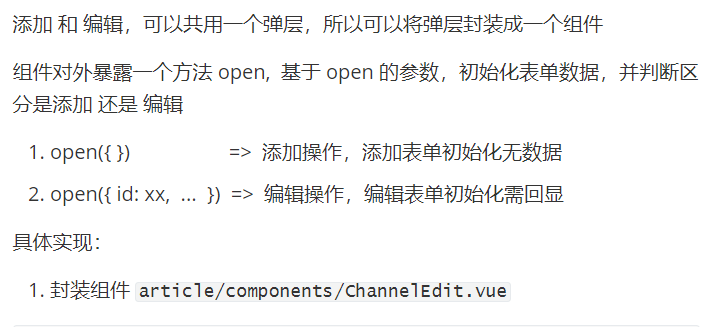 添加 和 编辑，可以共用一个弹层，所以可以将弹层封装成一个组件
组件对外暴露一个方法 open, 基于 open 的参数，初始化表单数据，并判断区
分是添加 还是 编辑
1. open({ }) => 添加操作，添加表单初始化无数据
2. open({ id: xx, ... }) => 编辑操作，编辑表单初始化需回显
具体实现：
1. 封装组件 article/components/ChannelEdit.vue